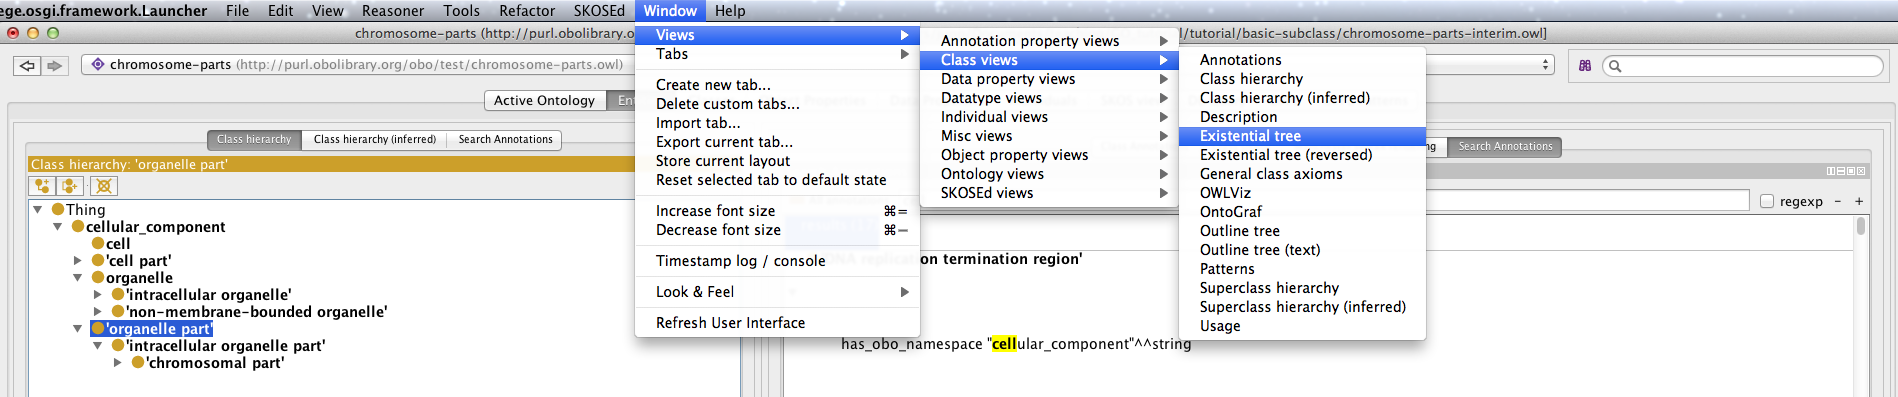 ege.osgi.framework.Launcher File Edit View Reasoner Tools Refactor SKOSEd Window Help
chromosome-parts (http://purl.obolibrary.o l/tutorial/basic-subclass/chromosome-parts-interim.owl]
chromosome-parts (http://purl.obolibrary.org/obo/test/chromosome-parts.owl)
Active Ontology Ent
Class hierarchy Class hierarchy (inferred) Search Annotations
Class hierarchy: 'organelle part'
Thing
cellular_component
cell
'cell part'
organelle
'intracellular organelle'
'non-membrane-bounded organelle'
'organelle part'
'intracellular organelle part'
'chromosomal part'
Views
Tabs
Create new tab...
Delete custom tabs...
Import tab...
Export current tab...
Store current layout
Reset selected tab to default state
Increase font size ⌘=
Decrease font size ⌘−
Timestamp log / console
Look & Feel
Refresh User Interface
Annotation property views
Class views
Data property views
Datatype views
Individual views
Misc views
Object property views
Ontology views
SKOSEd views
Annotations
Class hierarchy
Class hierarchy (inferred)
Description
Existential tree
Existential tree (reversed)
General class axioms
OWLViz
OntoGraf
Outline tree
Outline tree (text)
Patterns
Superclass hierarchy
Superclass hierarchy (inferred)
Usage
ng Search Annotations
regexp - +
DNA replication termination region'
has_obo_namespace "cellular_component"^^string